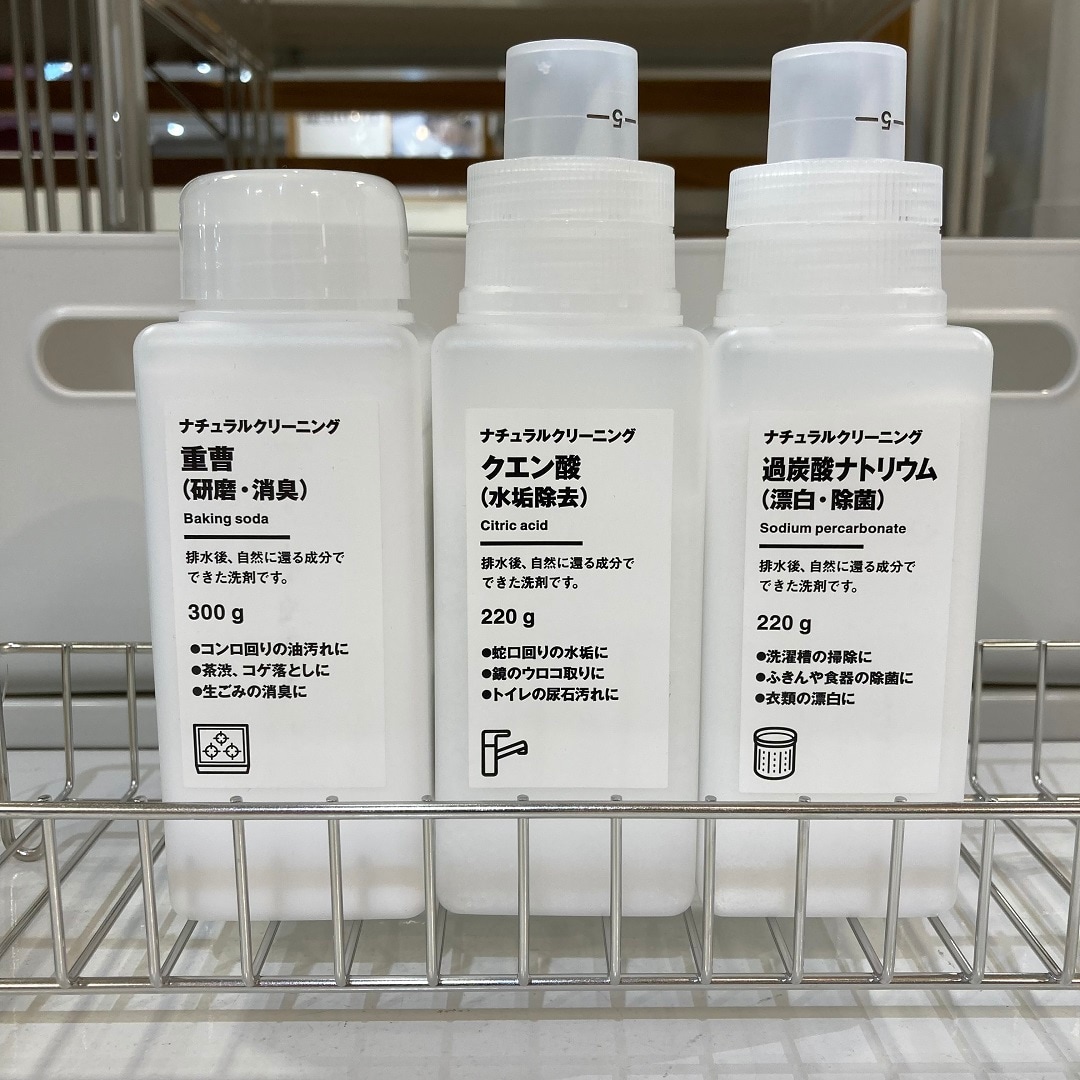 ナチュラルクリーニング
重曹
(研磨・消臭)
Baking soda
排水後、自然に還る成分で
できた洗剤です。
300 g
●コンロ回りの油汚れに
●茶渋、コゲ落としに
●生ごみの消臭に
5
ナチュラルクリーニング
クエン酸
(水垢除去)
Citric acid
排水後、自然に還る成分で
できた洗剤です。
220 g
●蛇口回りの水垢に
●鏡のウロコ取りに
●トイレの尿石汚れに
5
ナチュラルクリーニング
過炭酸ナトリウム
(漂白・除菌)
Sodium percarbonate
排水後、自然に還る成分で
できた洗剤です。
220 g
●洗濯槽の掃除に
●ふきんや食器の除菌に
●衣類の漂白に